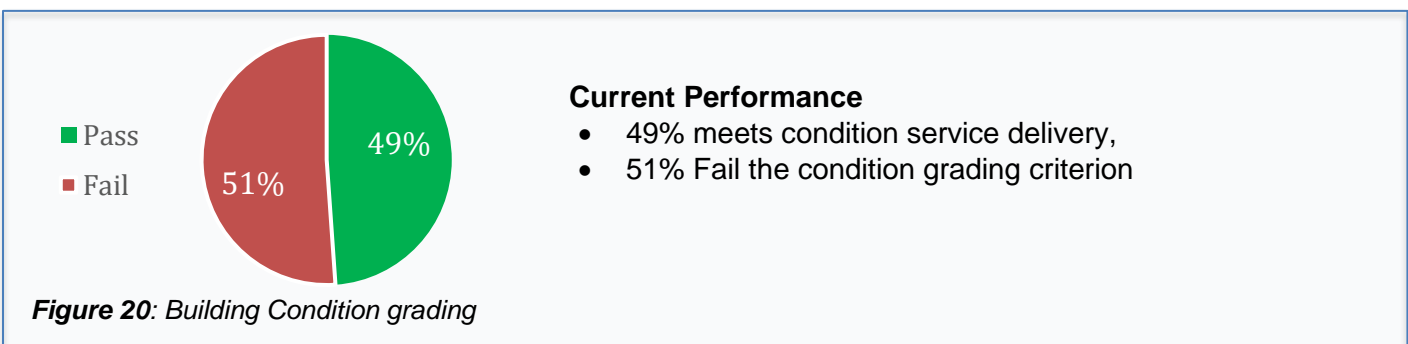 Pass
Fail
49%
51%
Current Performance
• 49% meets condition service delivery,
• 51% Fail the condition grading criterion
Figure 20: Building Condition grading